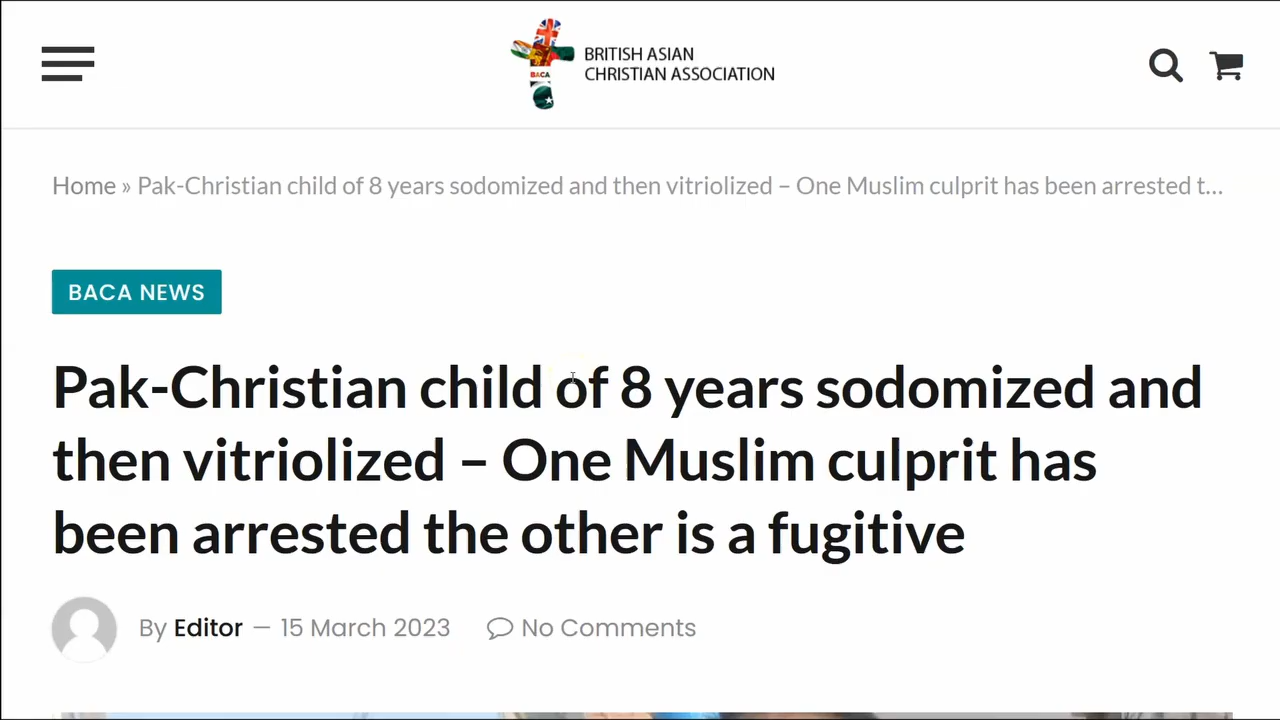 BRITISH ASIAN
CHRISTIAN ASSOCIATION
BACA
Home » Pak-Christian child of 8 years sodomized and then vitriolized – One Muslim culprit has been arrested t...
BACA NEWS
Pak-Christian child of 8 years sodomized and
then vitriolized – One Muslim culprit has
been arrested the other is a fugitive
By Editor — 15 March 2023 No Comments